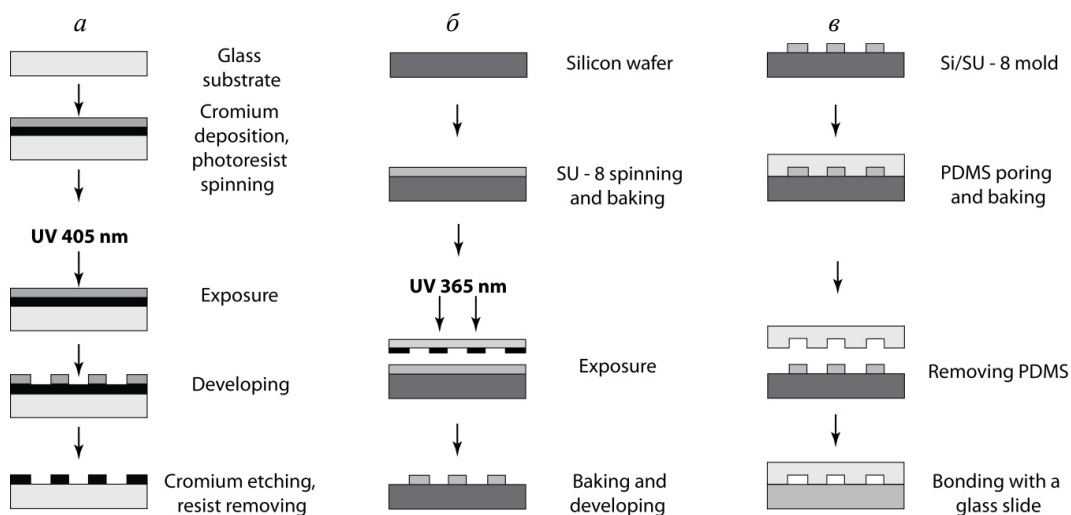 а
Glass
substrate
Cromium
deposition,
photoresist
spinning
UV 405 nm
Exposure
Developing
Cromium etching,
resist removing
б
Silicon wafer
SU - 8 spinning
and baking
UV 365 nm
Exposure
Baking and
developing
в
Si/SU - 8 mold
PDMS poring
and baking
Removing PDMS
Bonding with a
glass slide